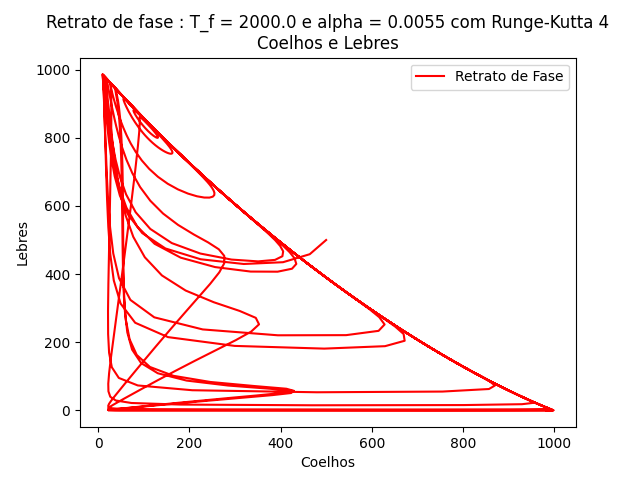 Retrato de fase : T_f = 2000.0 e alpha = 0.0055 com Runge-Kutta 4
Coelhos e Lebres
Retrato de Fase
1000
800
600
400
200
0
Lebres
0 200 400 600 800 1000
Coelhos